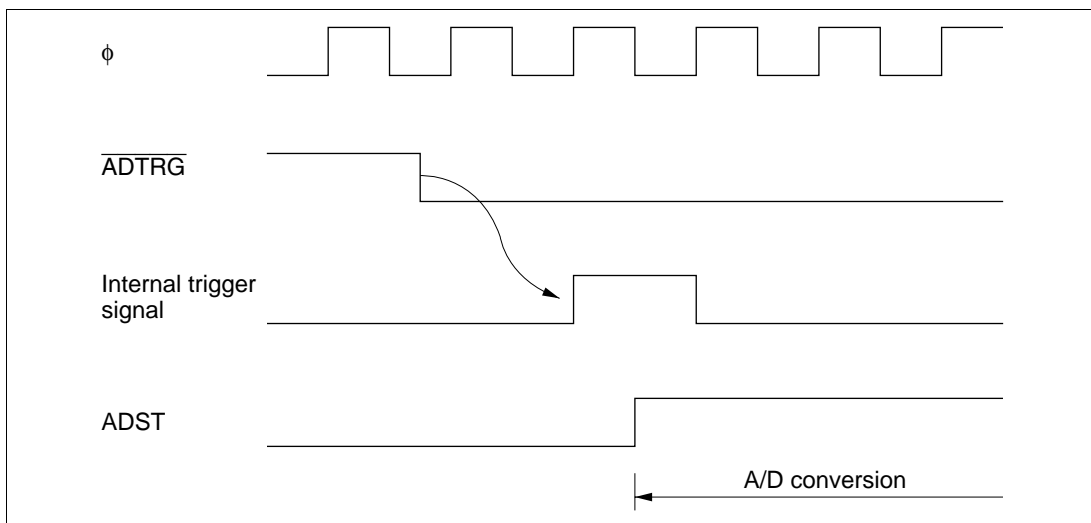 ϕ
ADTRG
Internal trigger
signal
ADST
A/D conversion